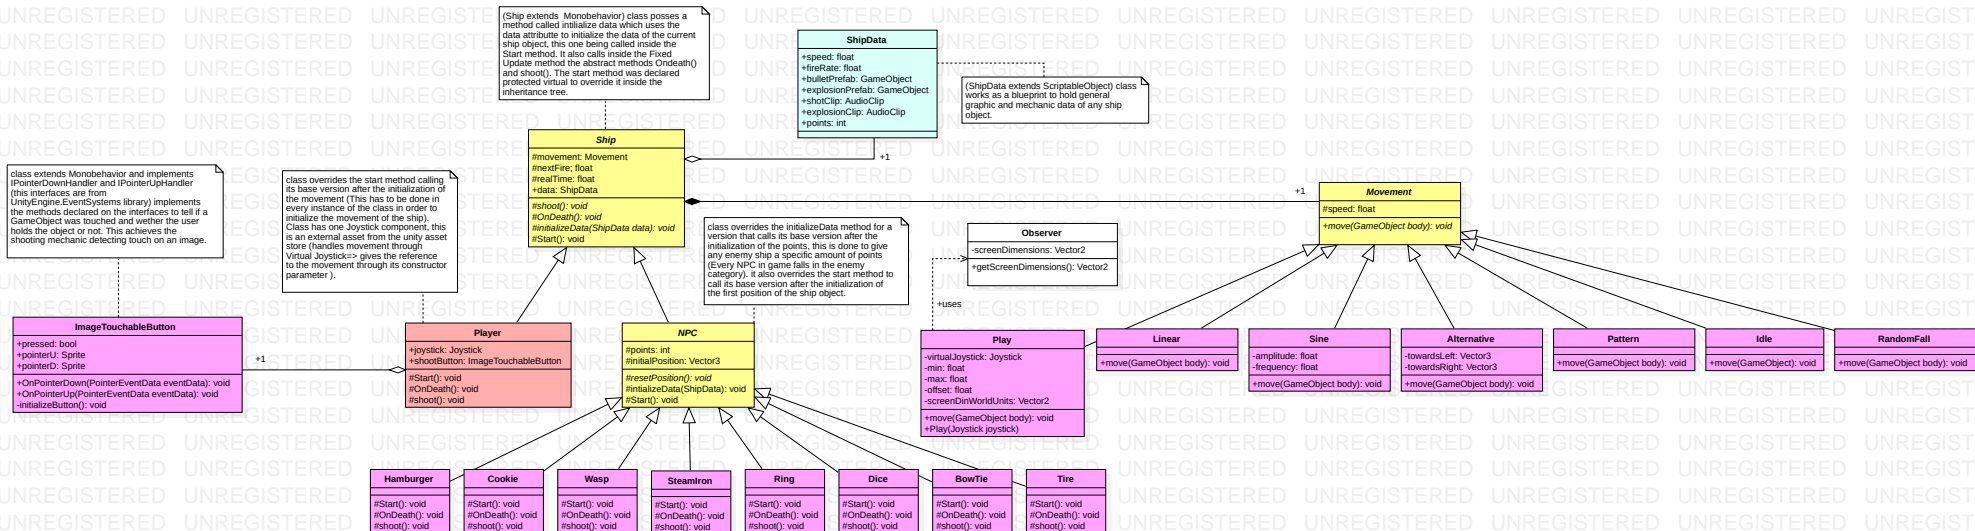 (Ship extends  Monobehavior) class posses a
method called intilialize data which uses the
data attributte to initialize the data of the current
ship object, this one being called inside the
Start method. It also calls inside the Fixed
Update method the abstract methods Ondeath()
and shoot(). The start method was declared
protected virtual to override it inside the
inheritance tree.
ShipData
+speed: float
+fireRate: float
+bulletPrefab: GameObject
+explosionPrefab: GameObject
+shotClip: AudioClip
+explosionClip: AudioClip
+points: int
(ShipData extends ScriptableObject) class
works as a blueprint to hold general
graphic and mechanic data of any ship
object.
Ship
#movement: Movement
#nextFire; float
#realTime: float
+data: ShipData
#shoot(): void
#OnDeath(): void
#initializeData(ShipData data): void
#Start(): void
+1
+1
Movement
#speed: float
+move(GameObject body): void
class extends Monobehavior and implements
IPointerDownHandler and IPointerUpHandler
(this interfaces are from
UnityEngine.EventSystems library) implements
the methods declared on the interfaces to tell if a
GameObject was touched and wether the user
holds the object or not. This achieves the
shooting mechanic detecting touch on an image.
class overrides the start method calling
its base version after the initialization of
the movement (This has to be done in
every instance of the class in order to
initialize the movement of the ship).
Class has one Joystick component, this
is an external asset from the unity asset
store (handles movement through
Virtual Joystick=> gives the reference
to the movement through its constructor
parameter ).
class overrides the initializeData method for a
version that calls its base version after the
initialization of the points, this is done to give
any enemy ship a specific amount of points
(Every NPC in game falls in the enemy
category). it also overrides the start method to
call its base version after the initialization of
the first position of the ship object.
Observer
-screenDimensions: Vector2
+getScreenDimensions(): Vector2
+uses
ImageTouchableButton
+pressed: bool
+pointerU: Sprite
+pointerD: Sprite
+OnPointerDown(PointerEventData eventData): void
+OnPointerUp(PointerEventData eventData): void
-initializeButton(): void
+1
Player
+joystick: Joystick
+shootButton: ImageTouchableButton
#Start(): void
#OnDeath(): void
#shoot(): void
NPC
#points: int
#initialPosition: Vector3
#resetPosition(): void
#intializeData(ShipData): void
#Start(): void
Play
-virtualJoystick: Joystick
-min: float
-max: float
-offset: float
-screenDinWorldUnits: Vector2
+move(GameObject body): void
+Play(Joystick joystick)
Linear
+move(GameObject body): void
Sine
-amplitude: float
-frequency: float
+move(GameObject body): void
Alternative
-towardsLeft: Vector3
-towardsRight: Vector3
+move(GameObject body): void
Pattern
+move(GameObject body): void
Idle
+move(GameObject): void
RandomFall
+move(GameObject body): void
Hamburger
#Start(): void
#OnDeath(): void
#shoot(): void
Cookie
#Start(): void
#OnDeath(): void
#shoot(): void
Wasp
#Start(): void
#OnDeath(): void
#shoot(): void
SteamIron
#Start(): void
#OnDeath(): void
#shoot(): void
Ring
#Start(): void
#OnDeath(): void
#shoot(): void
Dice
#Start(): void
#OnDeath(): void
#shoot(): void
BowTie
#Start(): void
#OnDeath(): void
#shoot(): void
Tire
#Start(): void
#OnDeath(): void
#shoot(): void